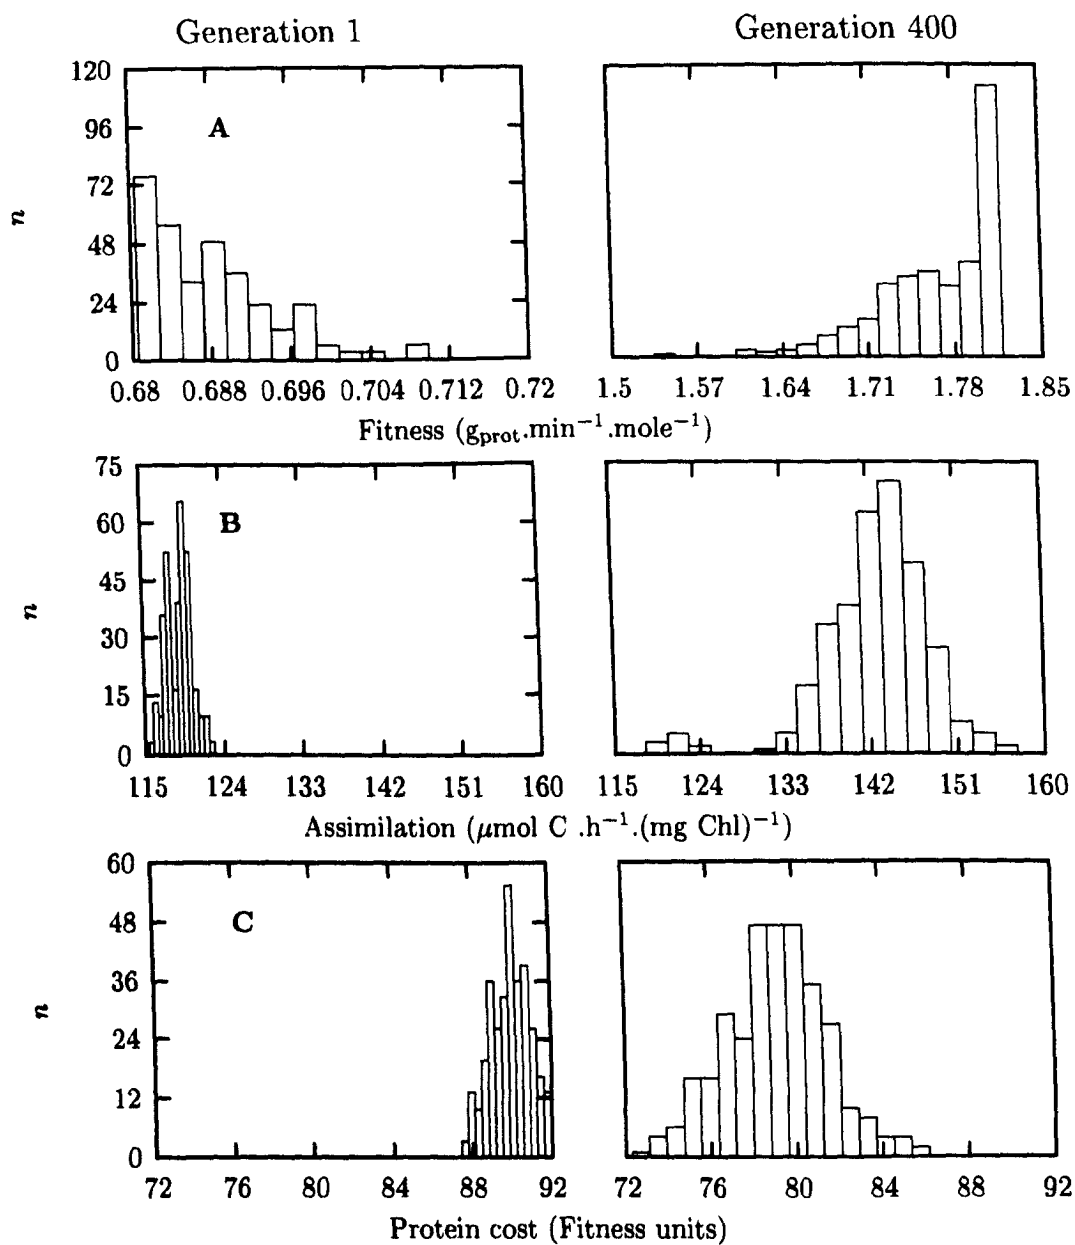 Generation 1 Generation 400
120
96
72
48
24
0
n
A
0.68 0.688 0.696 0.704 0.712 0.72 1.5 1.57 1.64 1.71 1.78 1.85
Fitness (g_prot.min⁻¹.mole⁻¹)
75
60
45
30
15
0
n
B
115 124 133 142 151 160 115 124 133 142 151 160
Assimilation (μmol C .h⁻¹.(mg Chl)⁻¹)
60
48
36
24
12
0
n
C
72 76 80 84 88 92 72 76 80 84 88 92
Protein cost (Fitness units)